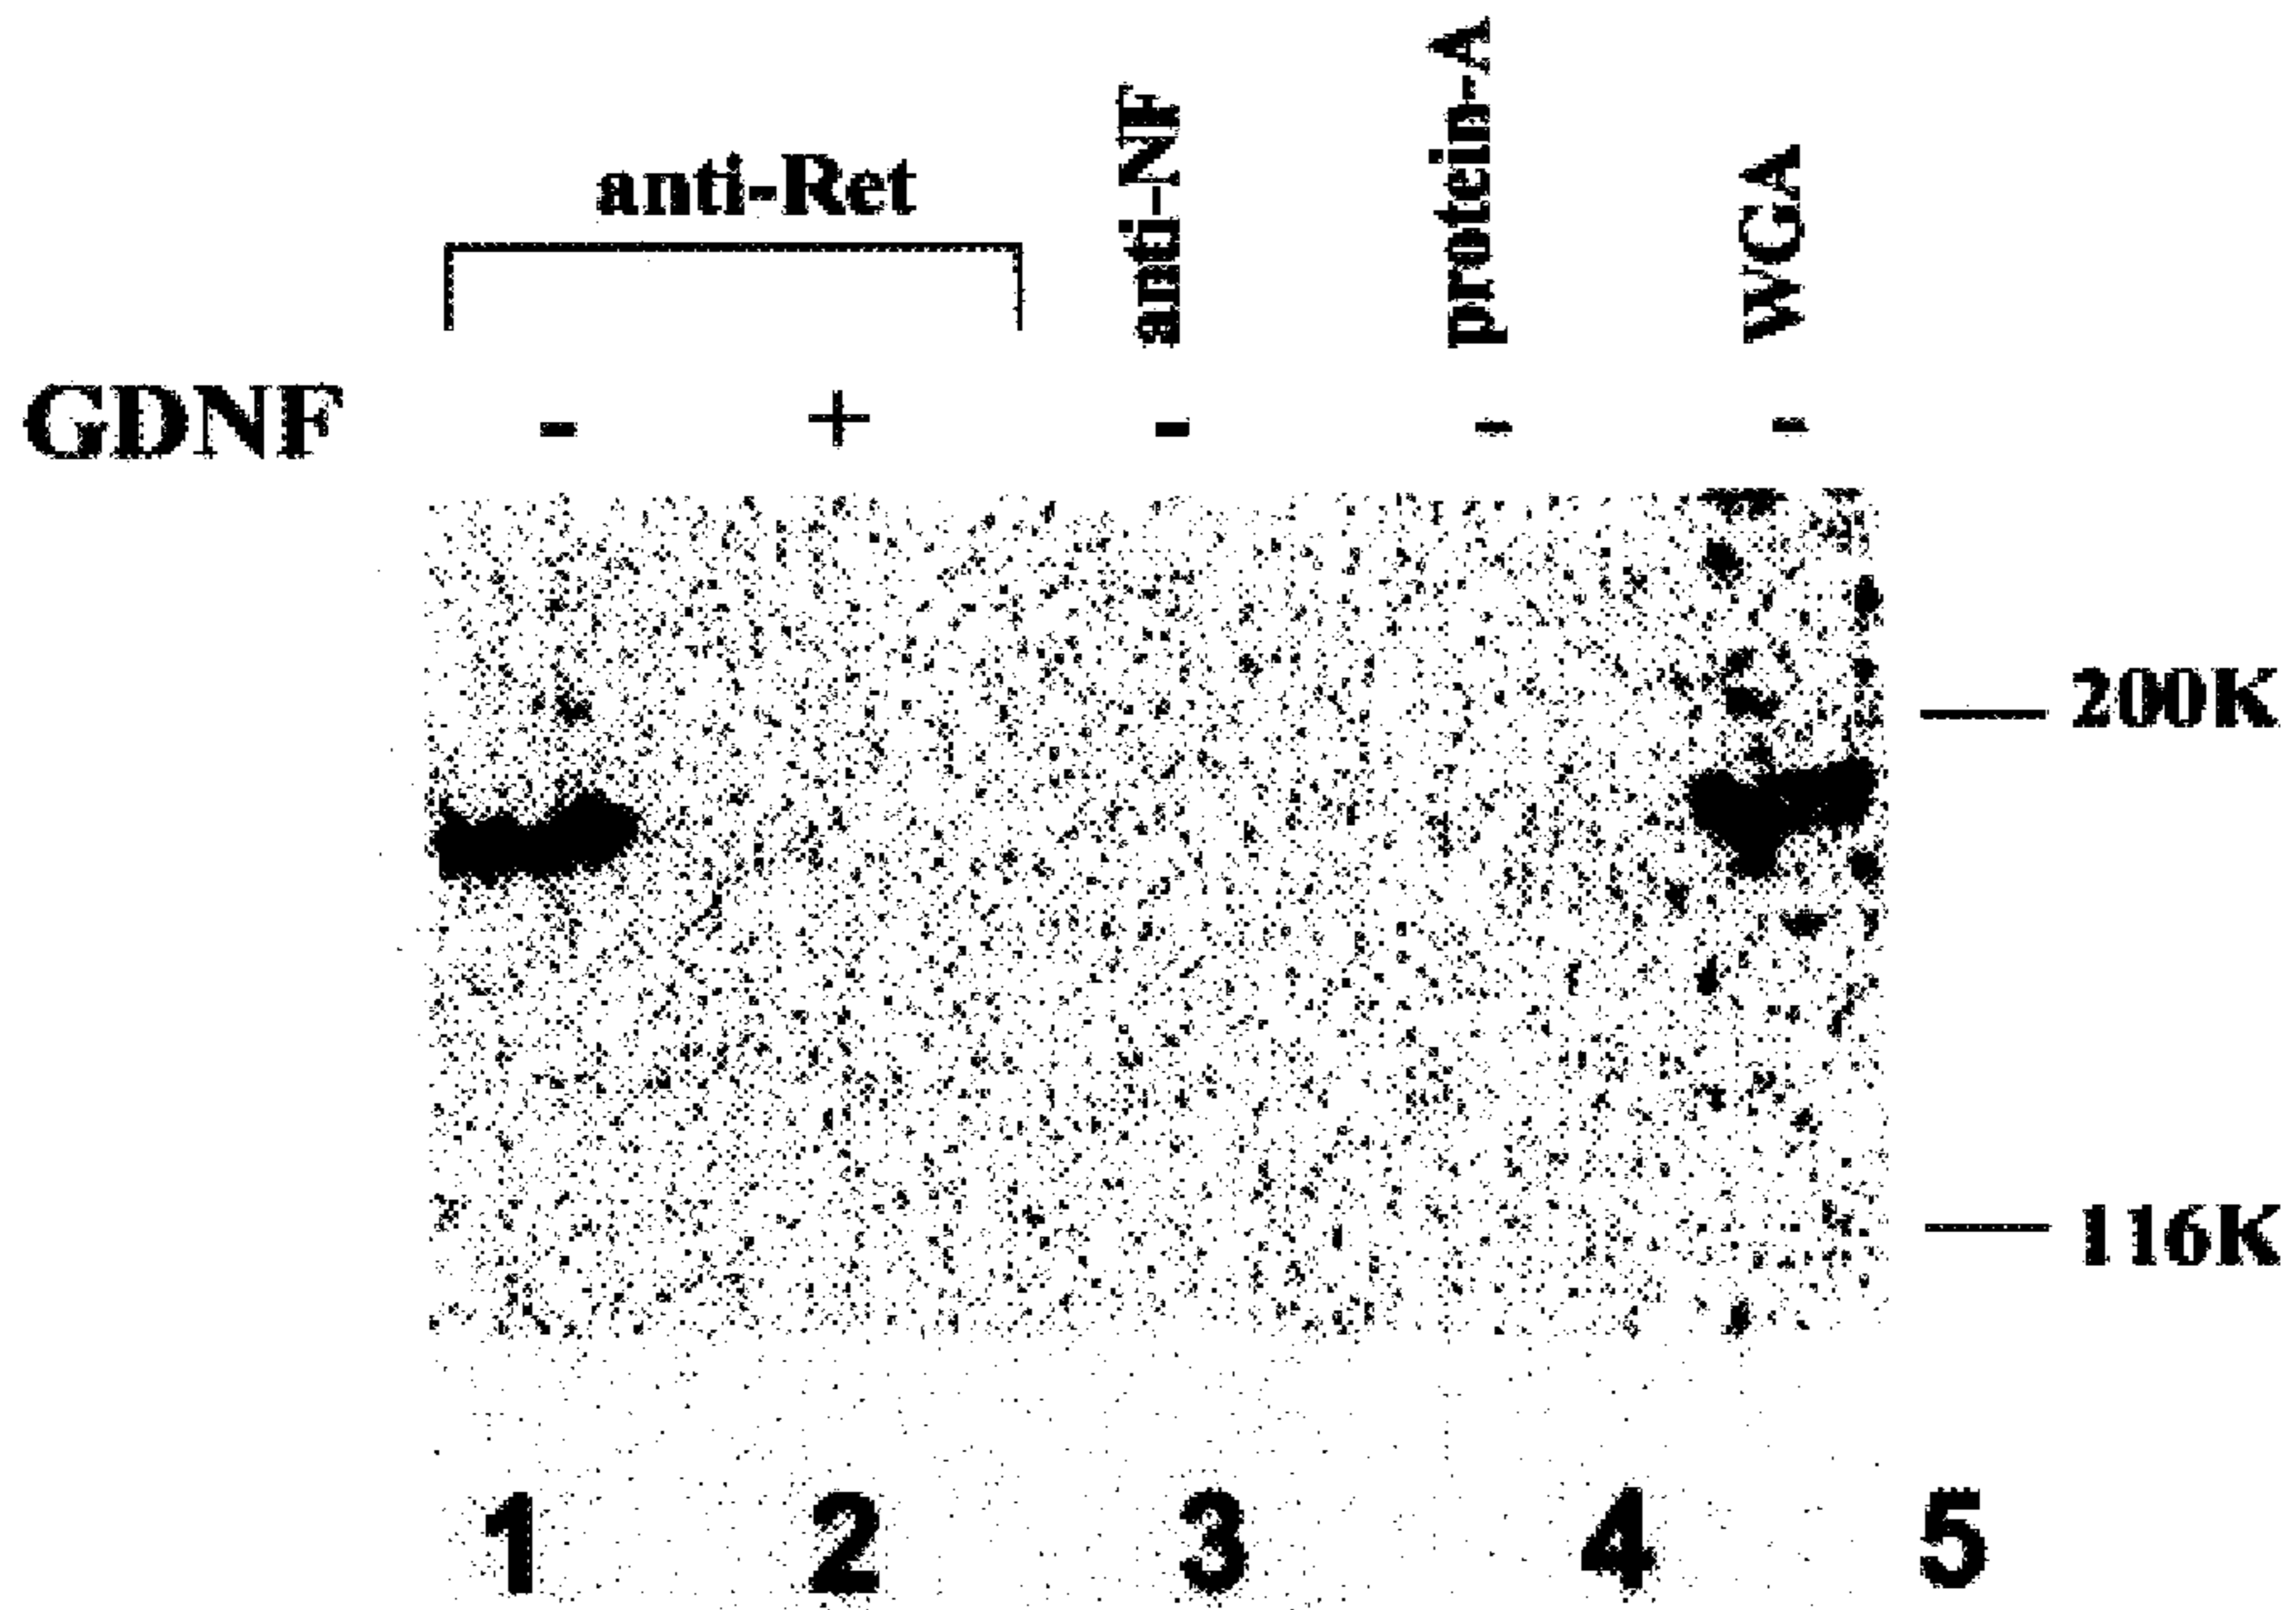 anti-Ret
anti-NF
protein-A
WGA
GDNF - + - - -
200K
116K
1 2 3 4 5